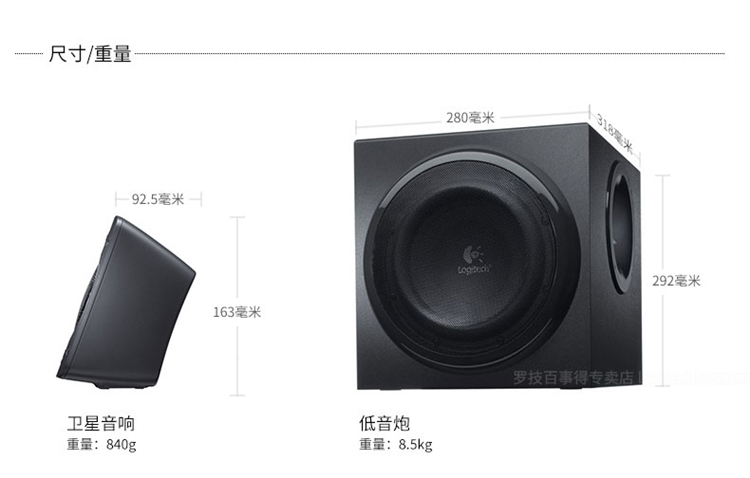 尺寸/重量
280毫米
318毫米
92.5毫米
163毫米
292毫米
Logitech
罗技百事得专卖店
卫星音响
重量：840g
低音炮
重量：8.5kg